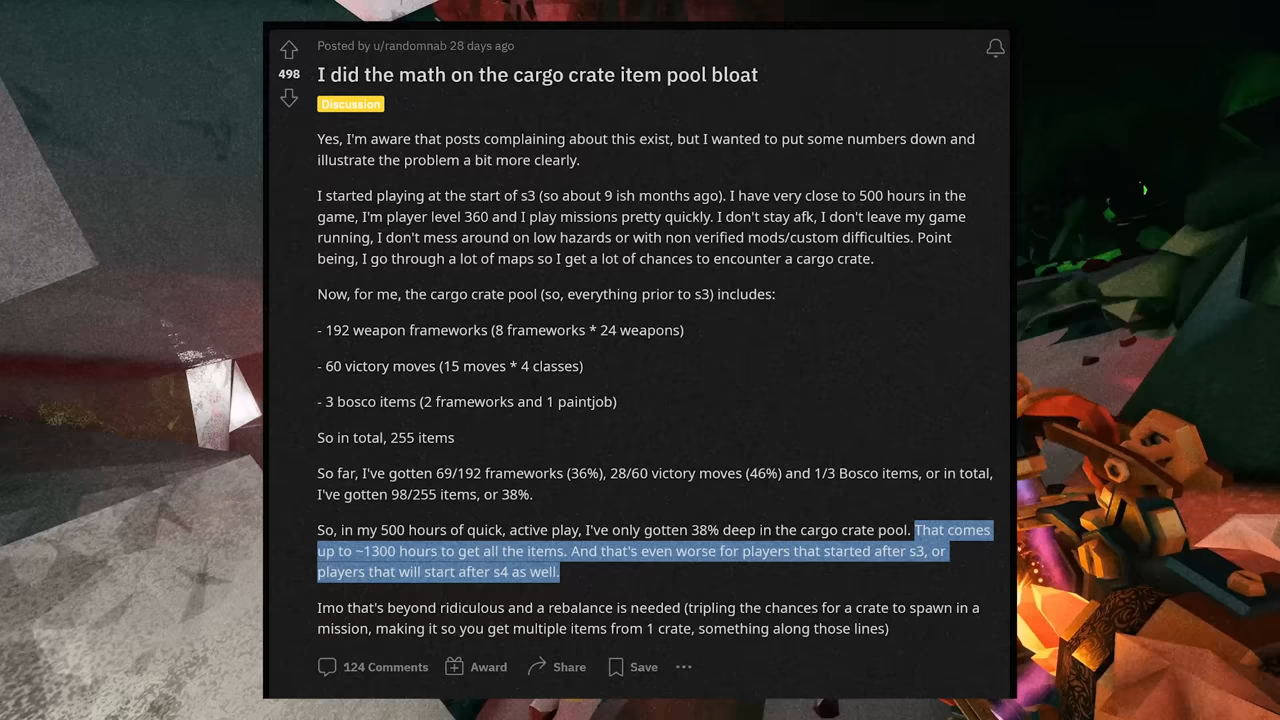 Posted by u/randomnab 28 days ago
498
I did the math on the cargo crate item pool bloat
Discussion
Yes, I'm aware that posts complaining about this exist, but I wanted to put some numbers down and
illustrate the problem a bit more clearly.
I started playing at the start of s3 (so about 9 ish months ago). I have very close to 500 hours in the
game, I'm player level 360 and I play missions pretty quickly. I don't stay afk, I don't leave my game
running, I don't mess around on low hazards or with non verified mods/custom difficulties. Point
being, I go through a lot of maps so I get a lot of chances to encounter a cargo crate.
Now, for me, the cargo crate pool (so, everything prior to s3) includes:
- 192 weapon frameworks (8 frameworks * 24 weapons)
- 60 victory moves (15 moves * 4 classes)
- 3 bosco items (2 frameworks and 1 paintjob)
So in total, 255 items
So far, I've gotten 69/192 frameworks (36%), 28/60 victory moves (46%) and 1/3 Bosco items, or in total,
I've gotten 98/255 items, or 38%.
So, in my 500 hours of quick, active play, I've only gotten 38% deep in the cargo crate pool. That comes
up to ~1300 hours to get all the items. And that's even worse for players that started after s3, or
players that will start after s4 as well.
Imo that's beyond ridiculous and a rebalance is needed (tripling the chances for a crate to spawn in a
mission, making it so you get multiple items from 1 crate, something along those lines)
124 Comments Award Share Save